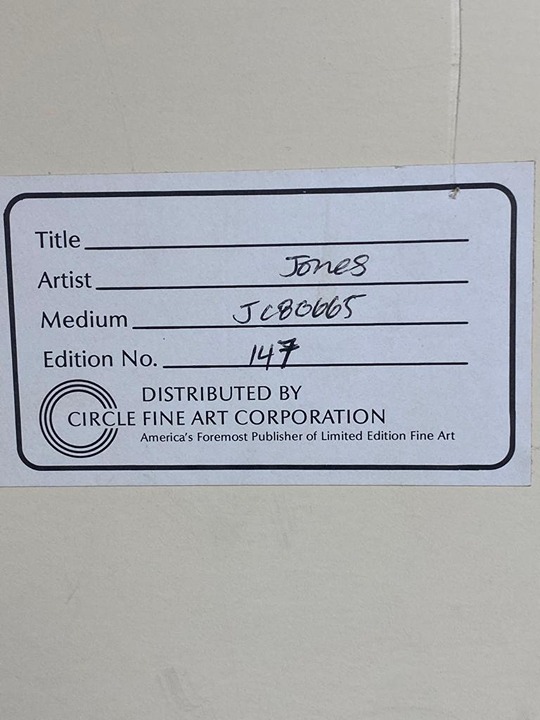 Title
Artist Jones
Medium JC80665
Edition No. 147
DISTRIBUTED BY
CIRCLE FINE ART CORPORATION
America's Foremost Publisher of Limited Edition Fine Art